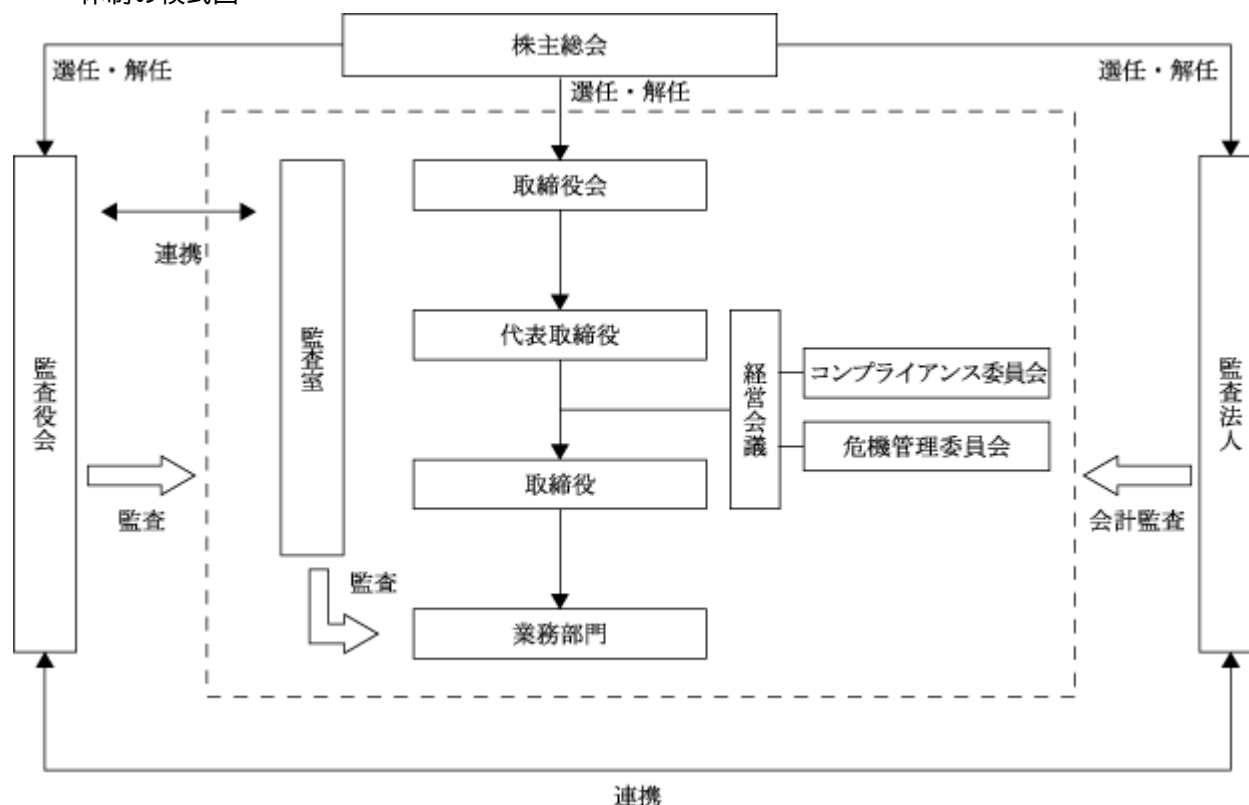 株主総会
選任・解任
選任・解任
選任・解任
取締役会
連携
監査役会
監査室
代表取締役
経営会議
コンプライアンス委員会
危機管理委員会
監査法人
取締役
監査
会計監査
監査
業務部門
連携